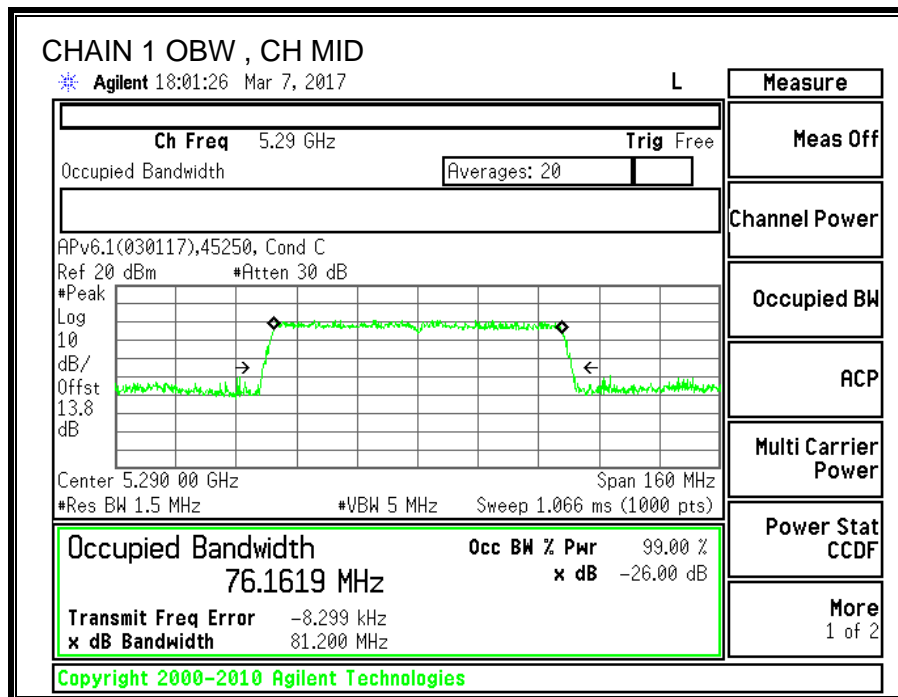 CHAIN 1 OBW , CH MID
Agilent 18:01:26 Mar 7, 2017 L Measure
Ch Freq 5.29 GHz Trig Free
Meas Off
Occupied Bandwidth Averages: 20
Channel Power
APv6.1(030117),45250, Cond C
Ref 20 dBm #Atten 30 dB
#Peak
Log
10
dB/
Offst
13.8
dB
Occupied BW
ACP
Multi Carrier
Power
Center 5.290 00 GHz Span 160 MHz
#Res BW 1.5 MHz #VBW 5 MHz Sweep 1.066 ms (1000 pts)
Power Stat
CCDF
Occupied Bandwidth Occ BW % Pwr 99.00 %
76.1619 MHz x dB -26.00 dB
Transmit Freq Error -8.299 kHz
x dB Bandwidth 81.200 MHz
More
1 of 2
Copyright 2000-2010 Agilent Technologies